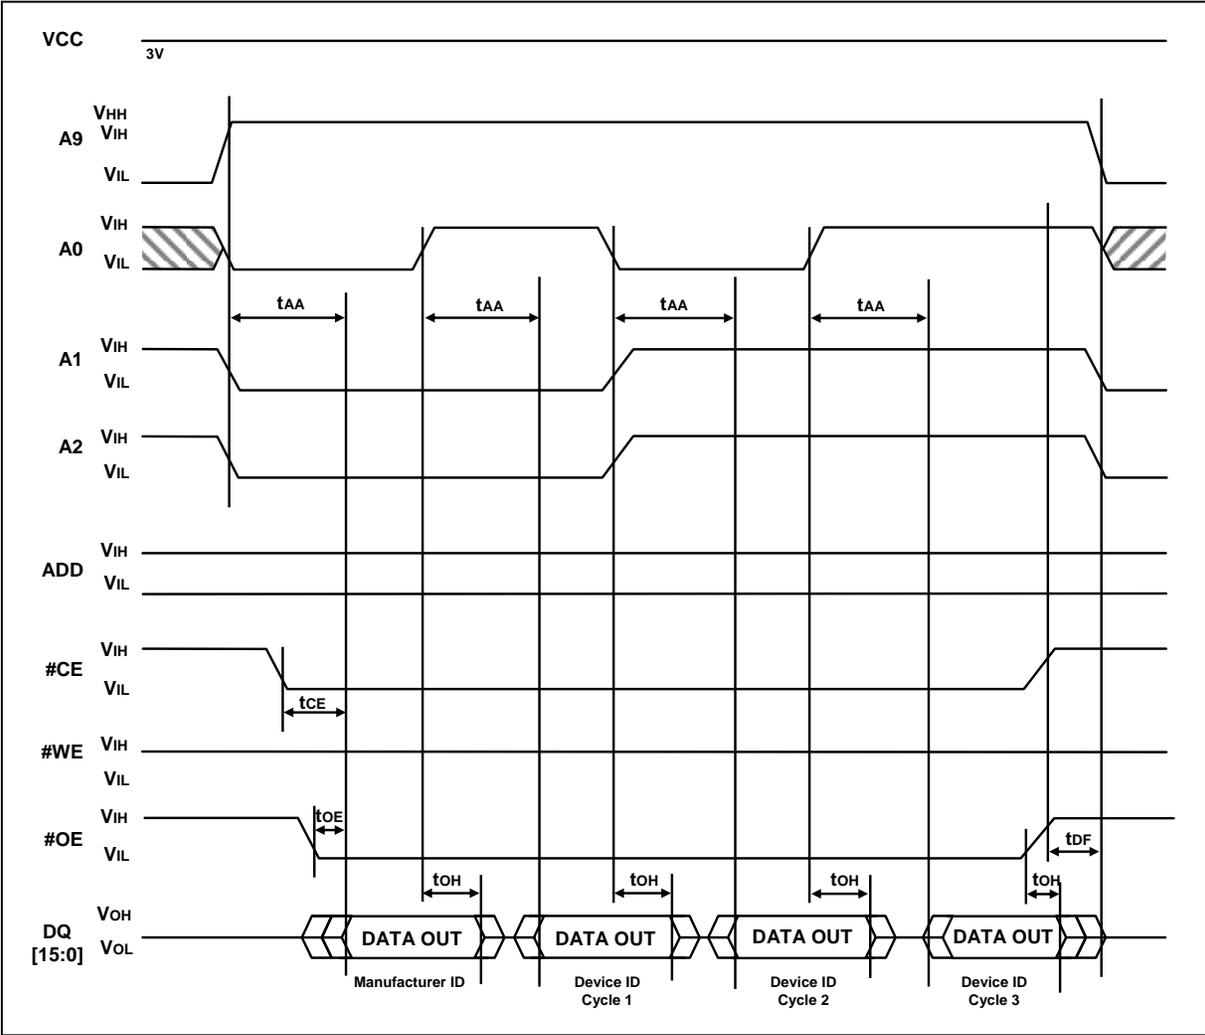 VCC
3V
VHH
A9 VIH
VIL
VIH
A0
VIL
tAA tAA tAA tAA
VIH
A1
VIL
VIH
A2
VIL
VIH
ADD
VIL
VIH
#CE
VIL
tCE
#WE VIH
VIL
VIH
tOE
#OE
VIL
tDF
tOH tOH tOH tOH
VOH
DQ
DATA OUT DATA OUT DATA OUT DATA OUT
VOL
[15:0]
Manufacturer ID Device ID Device ID Device ID
Cycle 1 Cycle 2 Cycle 3